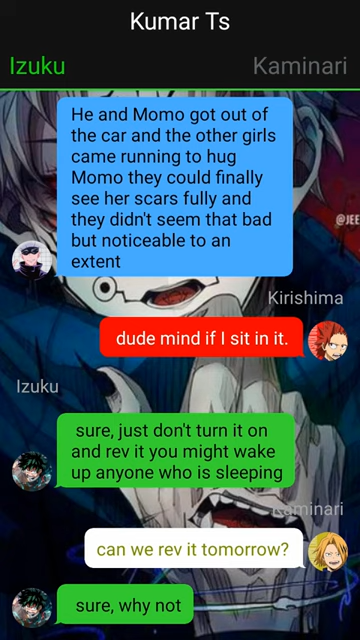 Kumar Ts
Izuku Kaminari
He and Momo got out of
the car and the other girls
came running to hug
Momo they could finally
see her scars fully and
they didn't seem that bad
but noticeable to an
extent
@JEE
Kirishima
dude mind if I sit in it.
Izuku
sure, just don't turn it on
and rev it you might wake
up anyone who is sleeping
Kaminari
can we rev it tomorrow?
sure, why not